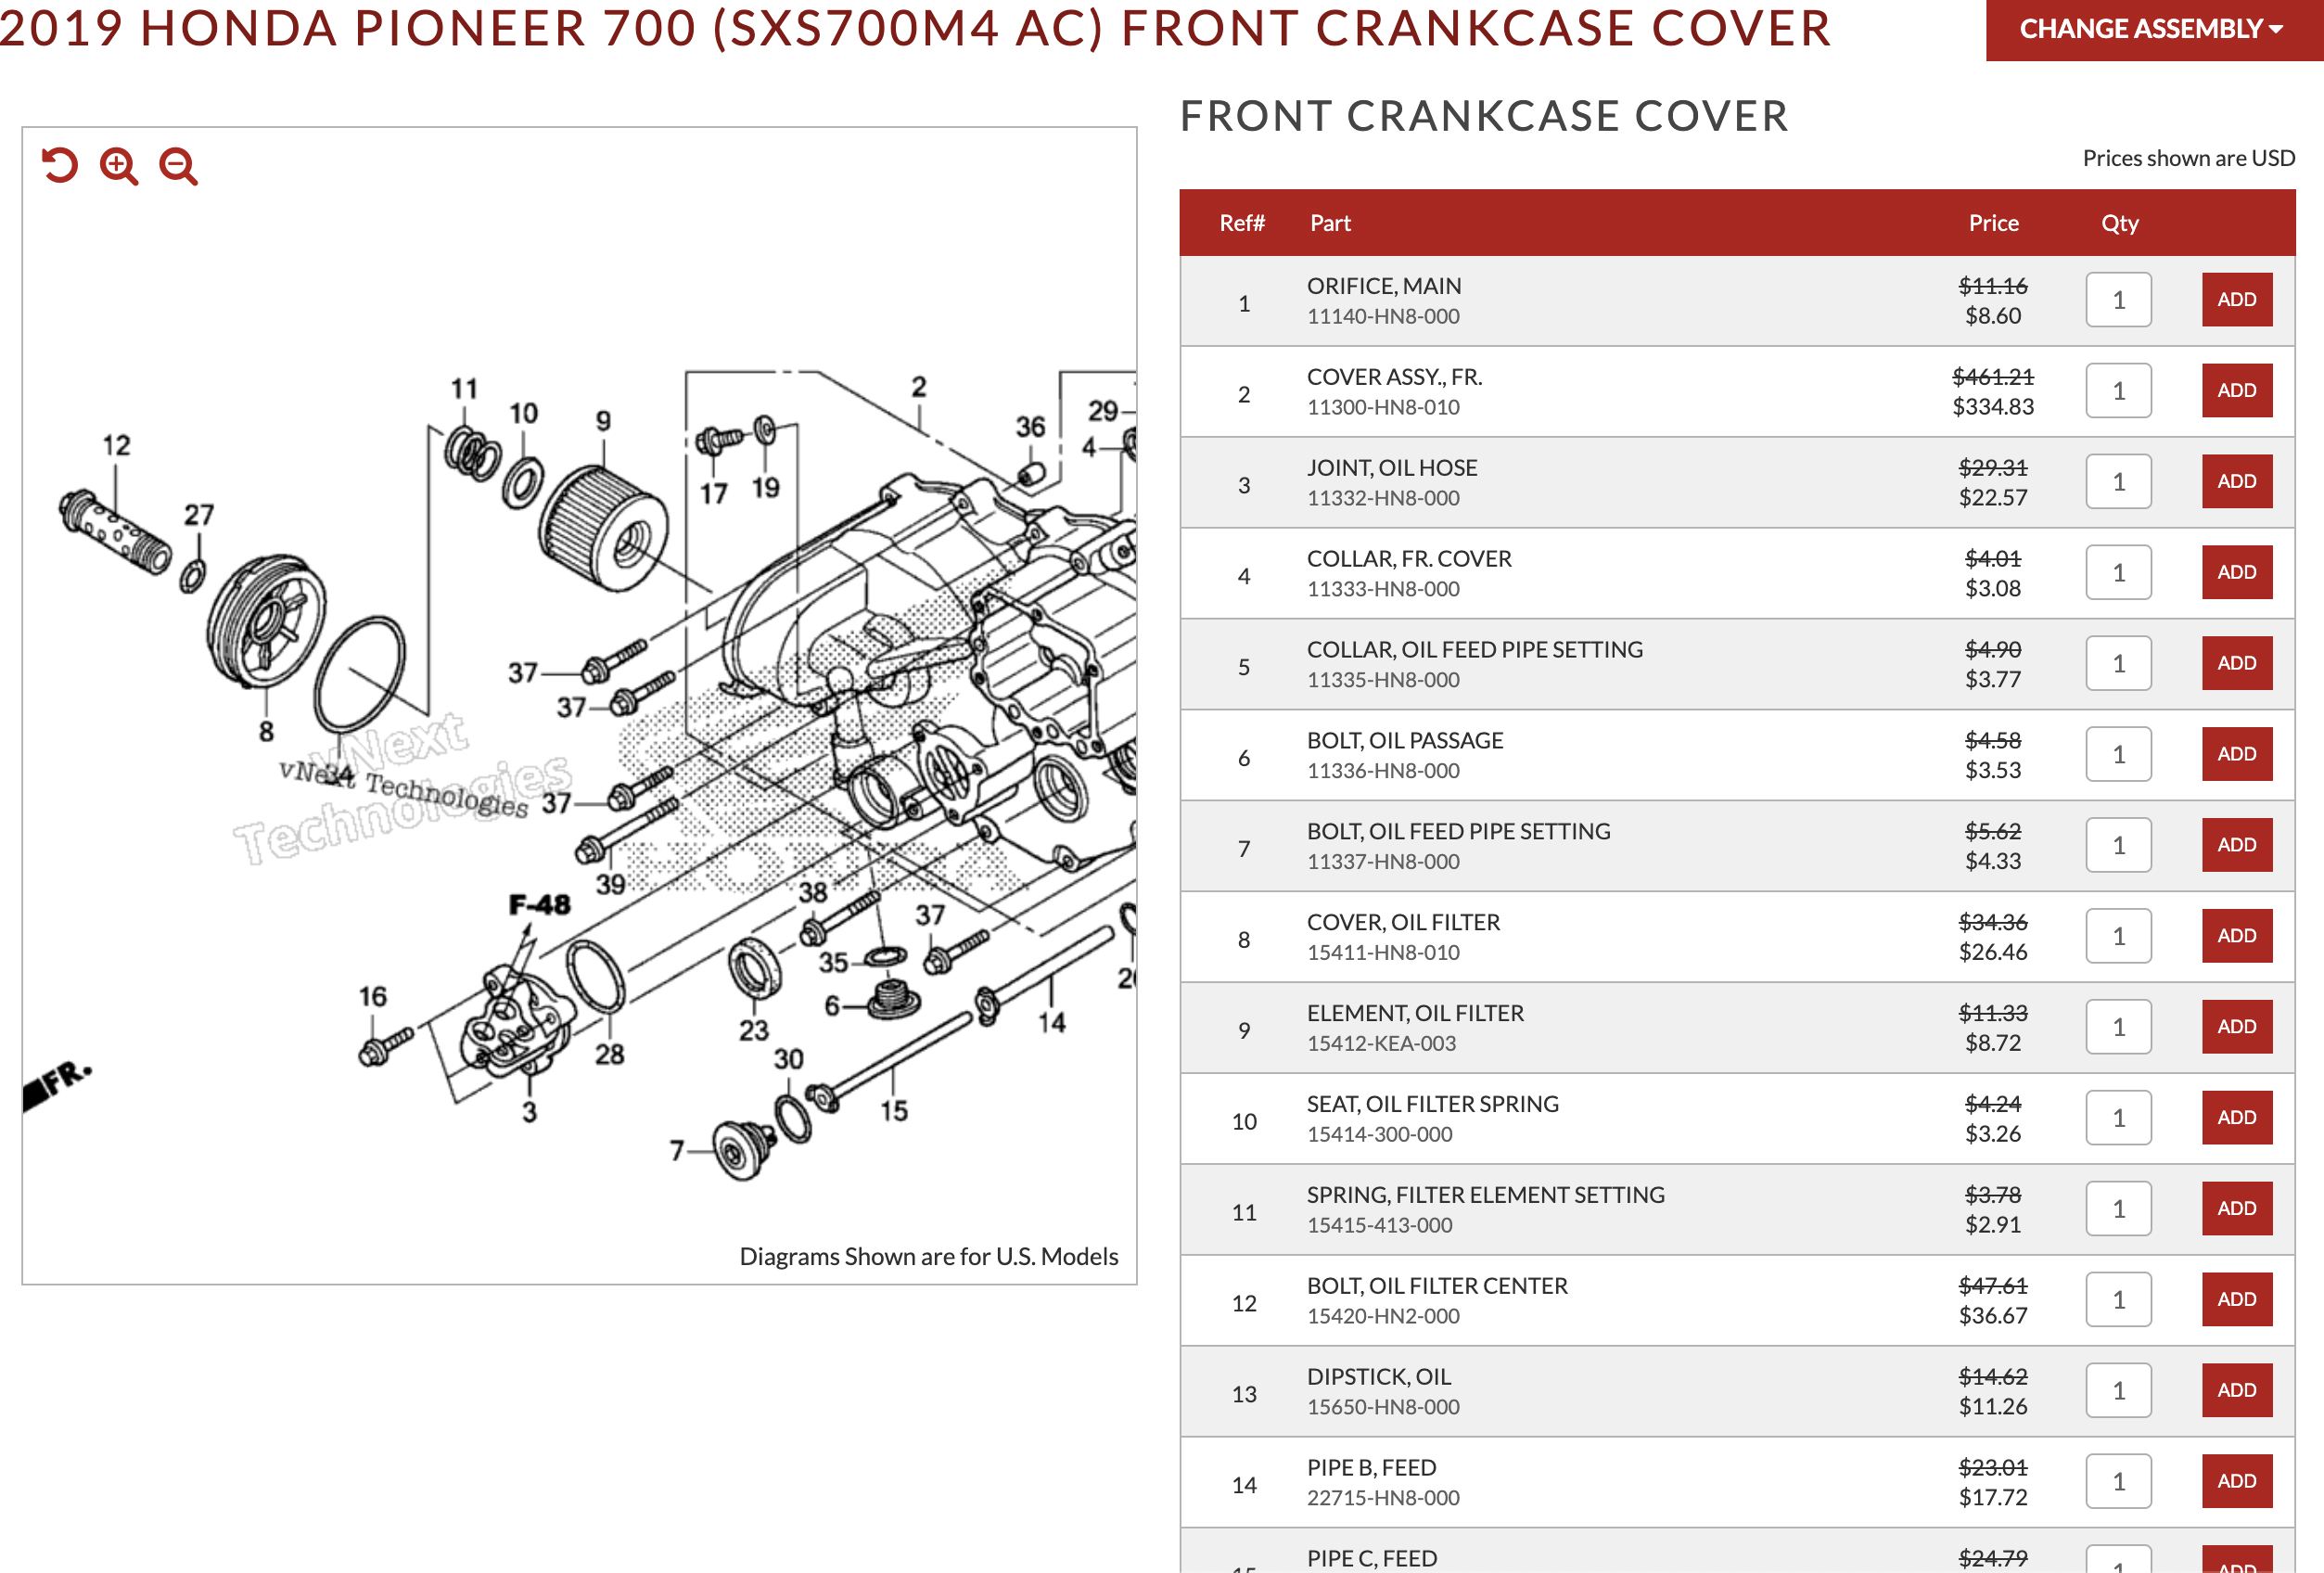 2019 HONDA PIONEER 700 (SXS700M4 AC) FRONT CRANKCASE COVER
CHANGE ASSEMBLY
11
10
9
12
27
8
34
17
19
2
36
29
4
37
37
37
39
F-48
38
37
35
6
23
28
16
3
30
14
15
7
FR.
vNext
Technologies
vNext Technologies
Diagrams Shown are for U.S. Models
FRONT CRANKCASE COVER
Prices shown are USD
Ref# Part Price Qty
1 ORIFICE, MAIN $11.16 1 ADD
11140-HN8-000 $8.60
2 COVER ASSY., FR. $461.21 1 ADD
11300-HN8-010 $334.83
3 JOINT, OIL HOSE $29.31 1 ADD
11332-HN8-000 $22.57
4 COLLAR, FR. COVER $4.01 1 ADD
11333-HN8-000 $3.08
5 COLLAR, OIL FEED PIPE SETTING $4.90 1 ADD
11335-HN8-000 $3.77
6 BOLT, OIL PASSAGE $4.58 1 ADD
11336-HN8-000 $3.53
7 BOLT, OIL FEED PIPE SETTING $5.62 1 ADD
11337-HN8-000 $4.33
8 COVER, OIL FILTER $34.36 1 ADD
15411-HN8-010 $26.46
9 ELEMENT, OIL FILTER $11.33 1 ADD
15412-KEA-003 $8.72
10 SEAT, OIL FILTER SPRING $4.24 1 ADD
15414-300-000 $3.26
11 SPRING, FILTER ELEMENT SETTING $3.78 1 ADD
15415-413-000 $2.91
12 BOLT, OIL FILTER CENTER $47.61 1 ADD
15420-HN2-000 $36.67
13 DIPSTICK, OIL $14.62 1 ADD
15650-HN8-000 $11.26
14 PIPE B, FEED $23.01 1 ADD
22715-HN8-000 $17.72
PIPE C, FEED $24.79